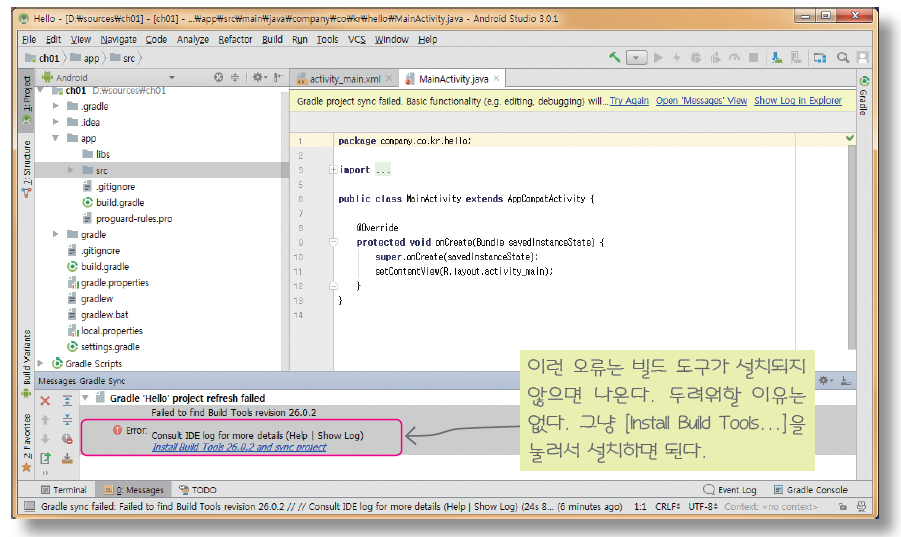 Hello - [D:₩sources₩ch01] - [ch01] - ...₩app₩src₩main₩java₩company₩co₩kr₩hello₩MainActivity.java - Android Studio 3.0.1
File Edit View Navigate Code Analyze Refactor Build Run Tools VCS Window Help
ch01 app src
1: Project
7: Structure
Build Variants
2: Favorites
Android
ch01 D:₩sources₩ch01
.gradle
.idea
app
libs
src
.gitignore
build.gradle
proguard-rules.pro
gradle
.gitignore
build.gradle
gradle.properties
gradlew
gradlew.bat
local.properties
settings.gradle
Gradle Scripts
activity_main.xml MainActivity.java
Gradle project sync failed. Basic functionality (e.g. editing, debugging) will... Try Again Open 'Messages' View Show Log in Explorer
Gradle
1 package company.co.kr.hello;
2
3 import ...
5
6 public class MainActivity extends AppCompatActivity {
7
8 @Override
9 protected void onCreate(Bundle savedInstanceState) {
10 super.onCreate(savedInstanceState);
11 setContentView(R.layout.activity_main);
12 }
13 }
14
이런 오류는 빌드 도구가 설치되지
않으면 나온다. 두려워할 이유는
없다. 그냥 [Install Build Tools...]을
눌러서 설치하면 된다.
Messages Gradle Sync
Gradle 'Hello' project refresh failed
Failed to find Build Tools revision 26.0.2
Error: Consult IDE log for more details (Help | Show Log)
Install Build Tools 26.0.2 and sync project
Terminal 0: Messages TODO Event Log Gradle Console
Gradle sync failed: Failed to find Build Tools revision 26.0.2 // // Consult IDE log for more details (Help | Show Log) (24s 8... (6 minutes ago) 1:1 CRLF UTF-8 Context: <no context>